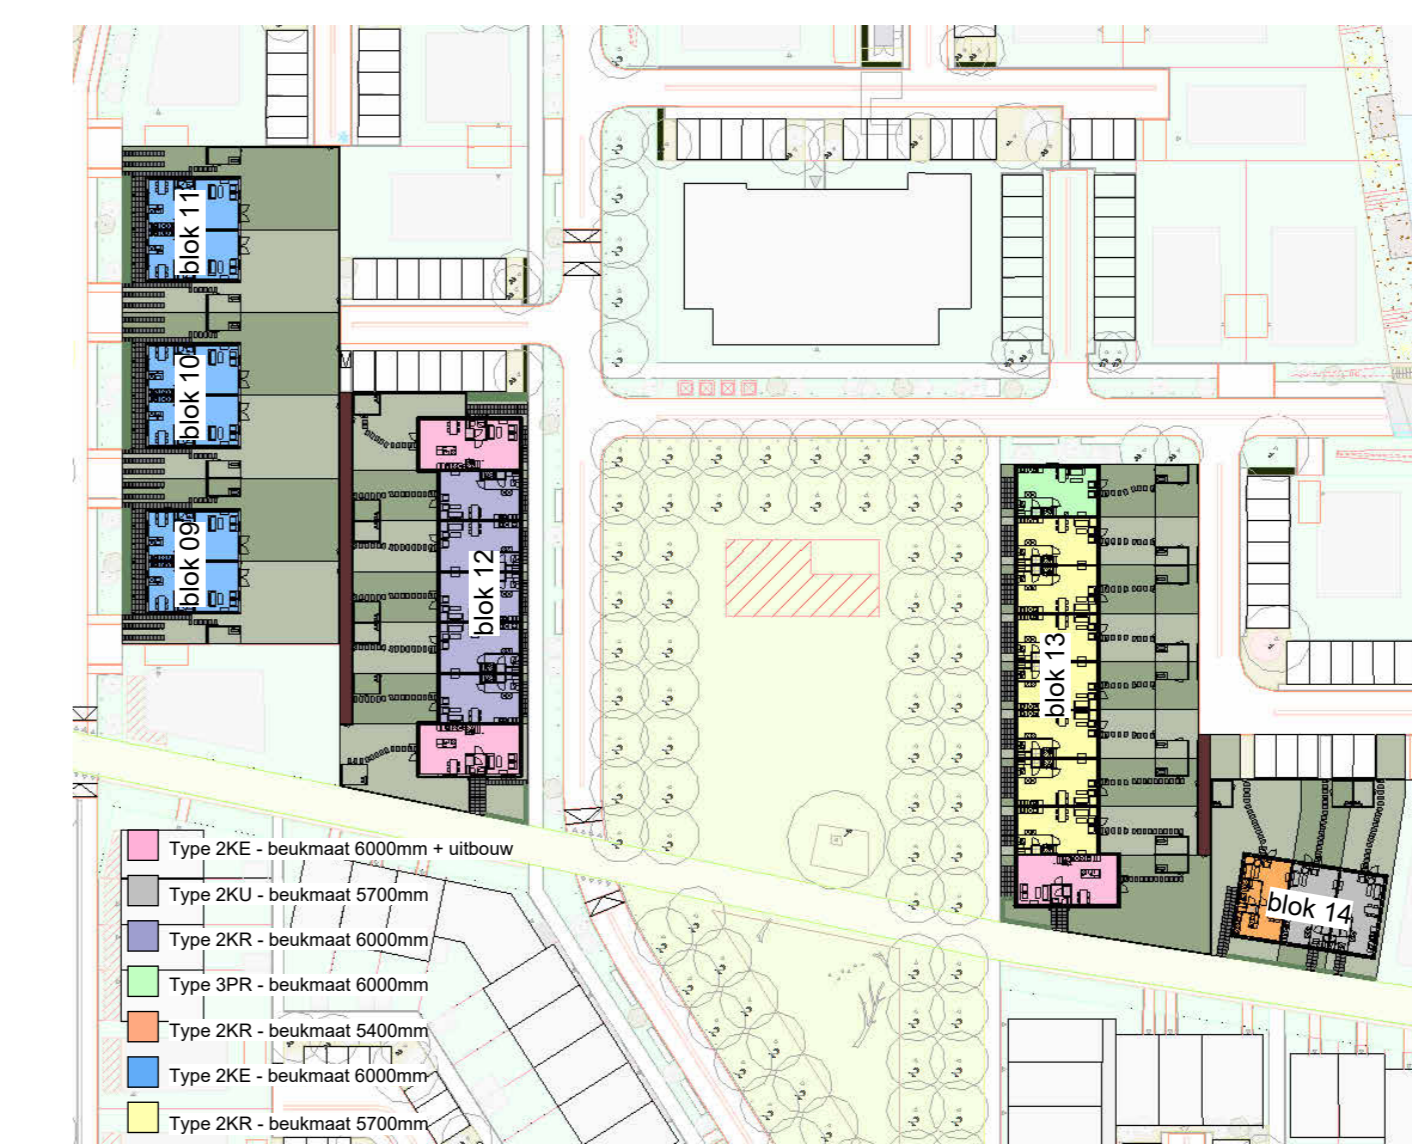 blok 11
blok 10
blok 09
blok 12
blok 13
blok 14
Type 2KE - beukmaat 6000mm + uitbouw
Type 2KU - beukmaat 5700mm
Type 2KR - beukmaat 6000mm
Type 3PR - beukmaat 6000mm
Type 2KR - beukmaat 5400mm
Type 2KE - beukmaat 6000mm
Type 2KR - beukmaat 5700mm